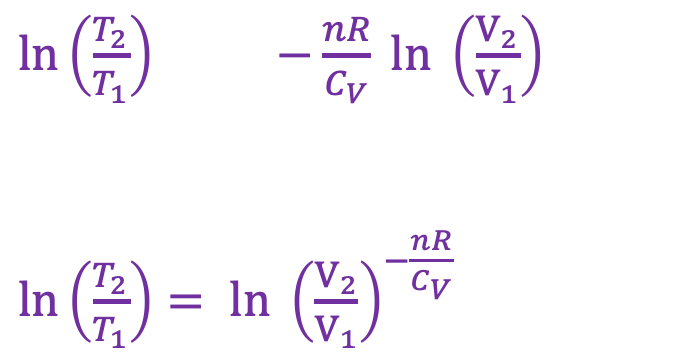 ln (T₂/T₁) − nR/C_V ln (V₂/V₁)
ln (T₂/T₁) = ln (V₂/V₁)^(−nR/C_V)